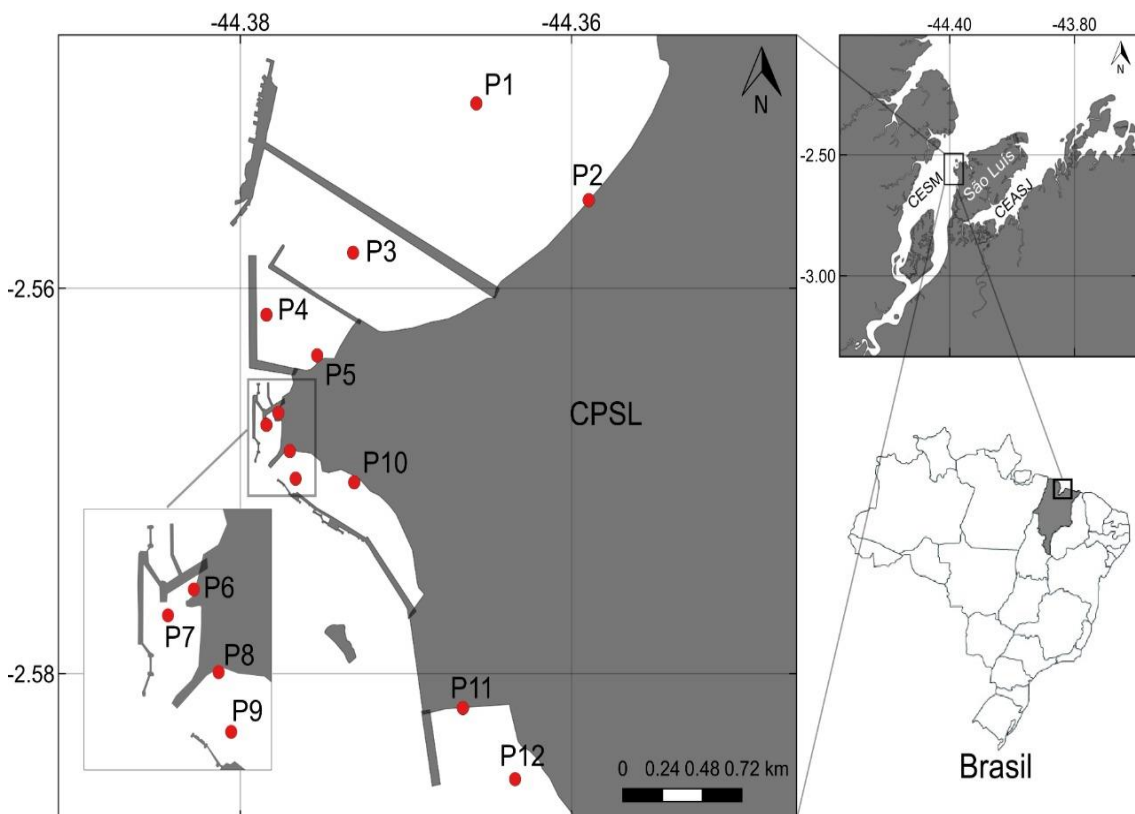 -44.38
-44.36
P1
N
P2
P3
-2.56
P4
P5
CPSL
P10
P6
P7
P8
P9
-2.58
P11
P12
0 0.24 0.48 0.72 km
-44.40 -43.80
N
-2.50
São Luís
CESM
CEASJ
-3.00
Brasil